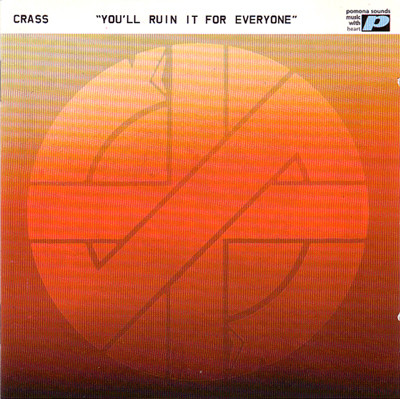 CRASS "YOU'LL RUIN IT FOR EVERYONE"
pomona sounds
music
with
heart
P